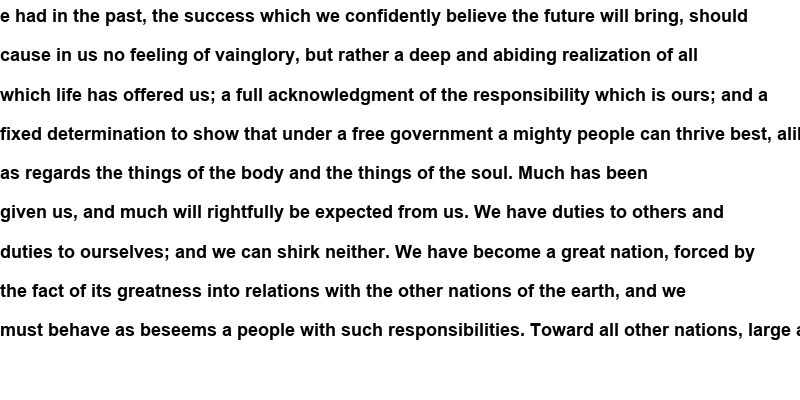 e had in the past, the success which we confidently believe the future will bring, should
cause in us no feeling of vainglory, but rather a deep and abiding realization of all
which life has offered us; a full acknowledgment of the responsibility which is ours; and a
fixed determination to show that under a free government a mighty people can thrive best, ali
as regards the things of the body and the things of the soul. Much has been
given us, and much will rightfully be expected from us. We have duties to others and
duties to ourselves; and we can shirk neither. We have become a great nation, forced by
the fact of its greatness into relations with the other nations of the earth, and we
must behave as beseems a people with such responsibilities. Toward all other nations, large a